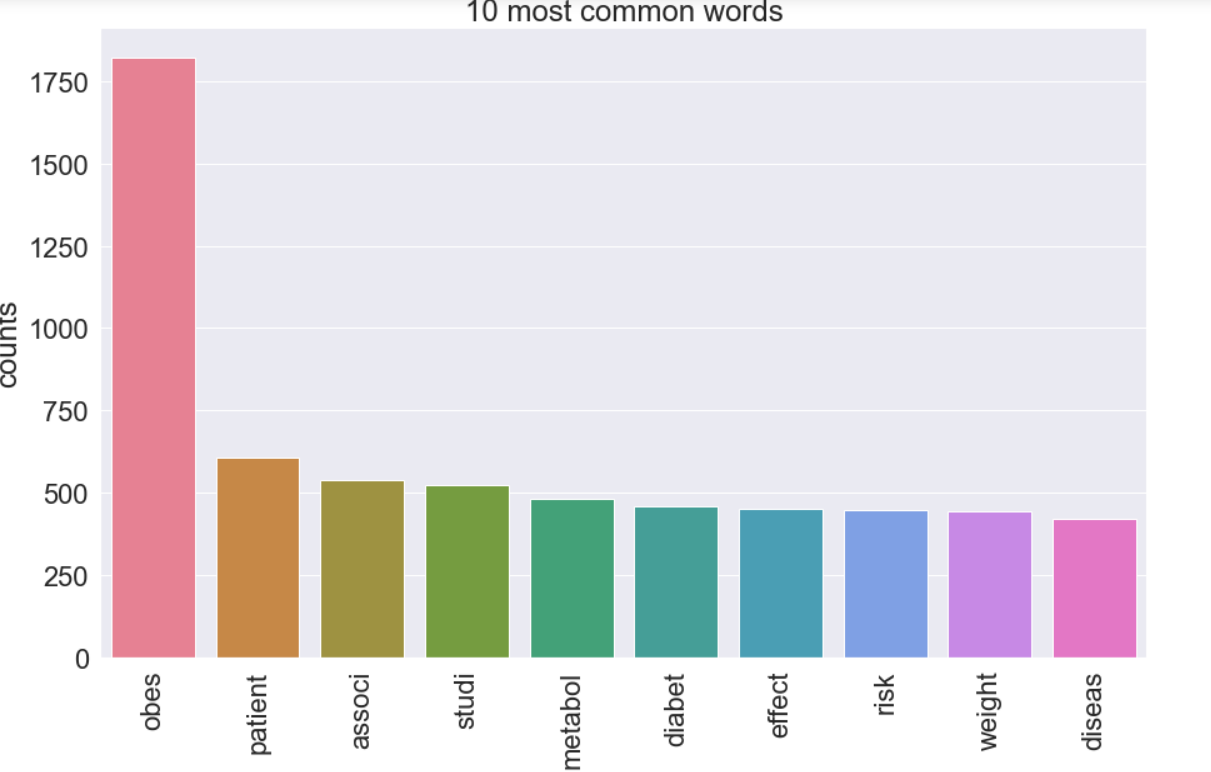 10 most common words
counts
1750
1500
1250
1000
750
500
250
0
obes
patient
associ
studi
metabol
diabet
effect
risk
weight
diseas